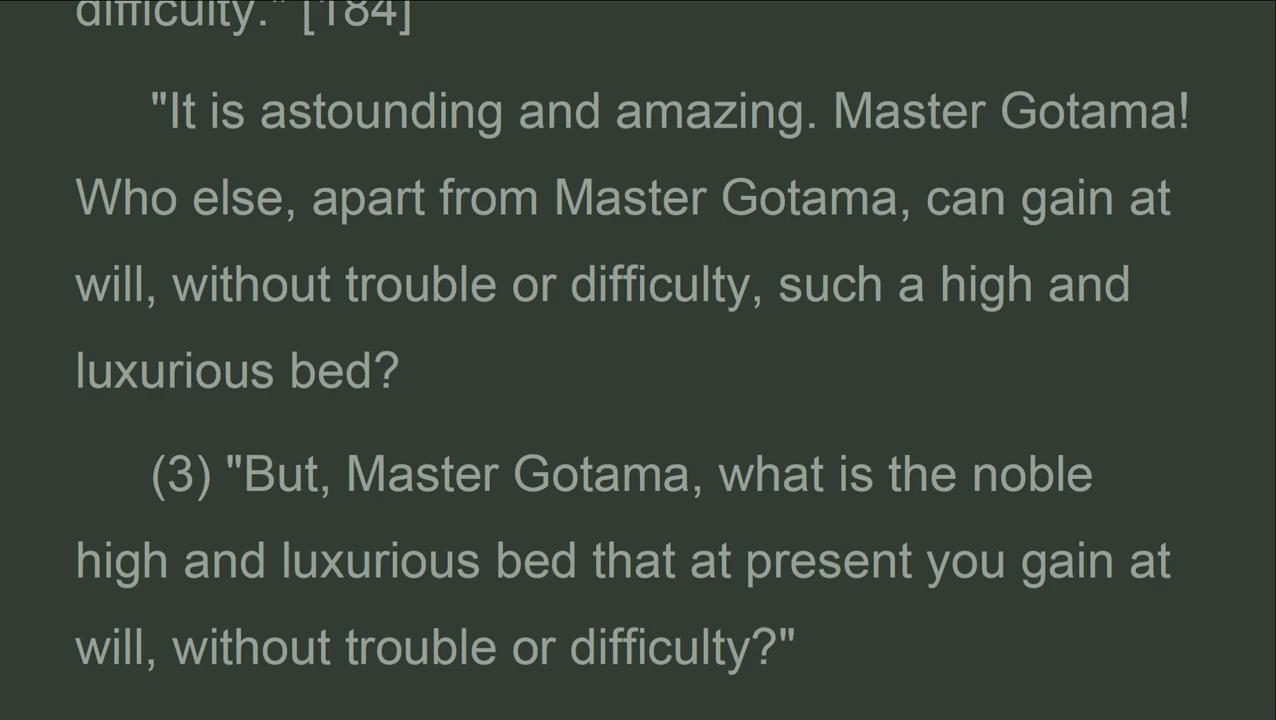 difficulty." [184]
"It is astounding and amazing. Master Gotama!
Who else, apart from Master Gotama, can gain at
will, without trouble or difficulty, such a high and
luxurious bed?
(3) "But, Master Gotama, what is the noble
high and luxurious bed that at present you gain at
will, without trouble or difficulty?"